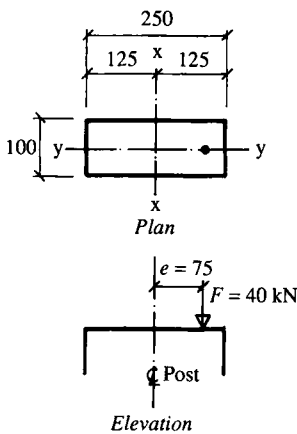 250
125 x 125
100 y y
x
Plan
e = 75
F = 40 kN
℄ Post
Elevation